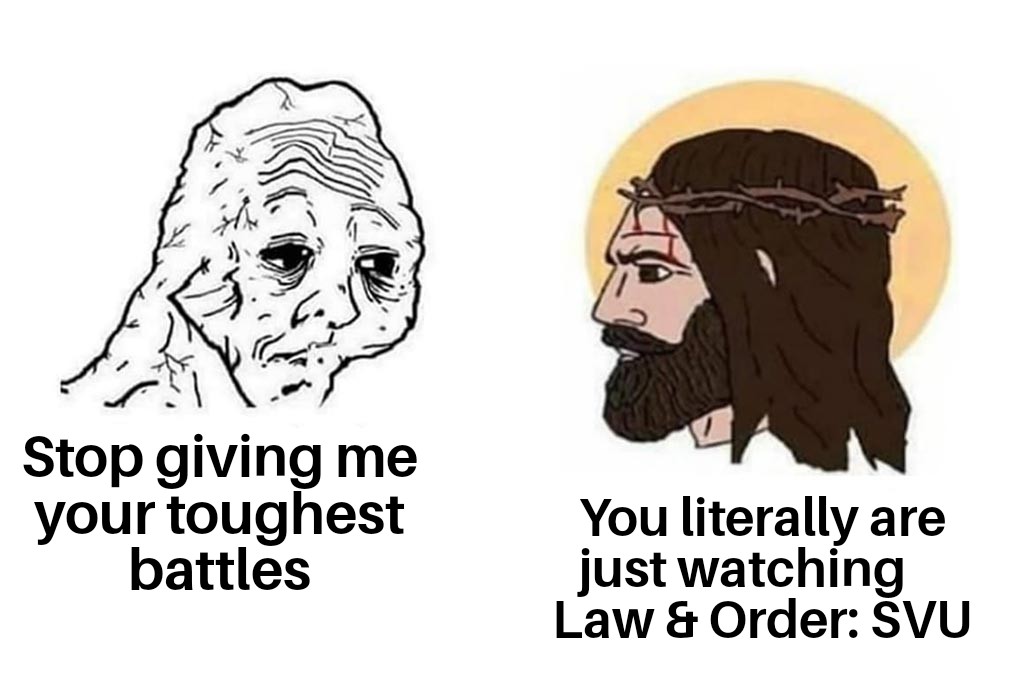 Stop giving me
your toughest
battles
You literally are
just watching
Law & Order: SVU